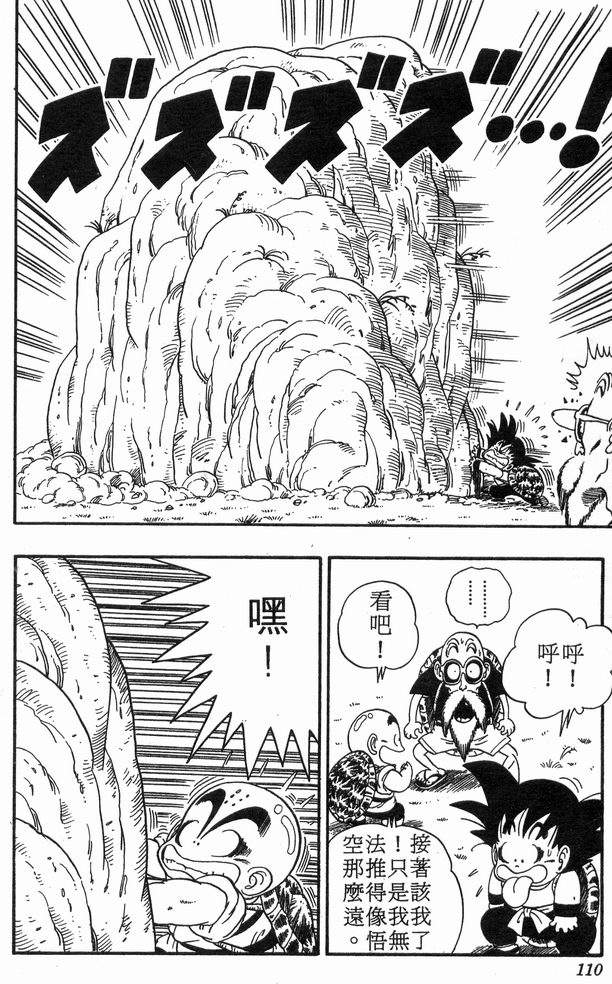 ズズズズ…！
呼！
呼！
……
看吧！
接著該我了
！只是我無
法推得像悟
空那麼遠。
嘿！
110